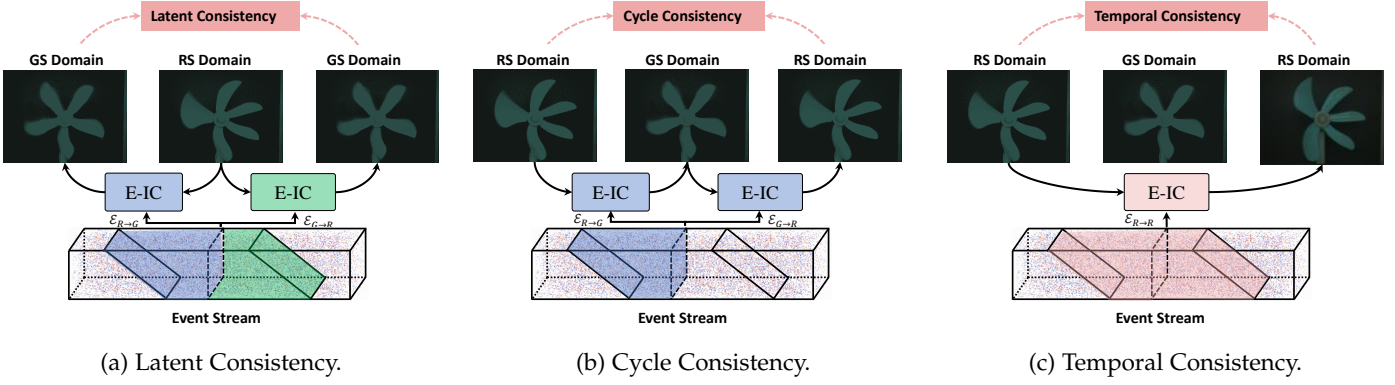 Latent Consistency
GS Domain RS Domain GS Domain
E-IC E-IC
ℰR→G ℰG→R
Event Stream
(a) Latent Consistency.
Cycle Consistency
RS Domain GS Domain RS Domain
E-IC E-IC
ℰR→G ℰG→R
Event Stream
(b) Cycle Consistency.
Temporal Consistency
RS Domain GS Domain RS Domain
E-IC
ℰR→R
Event Stream
(c) Temporal Consistency.